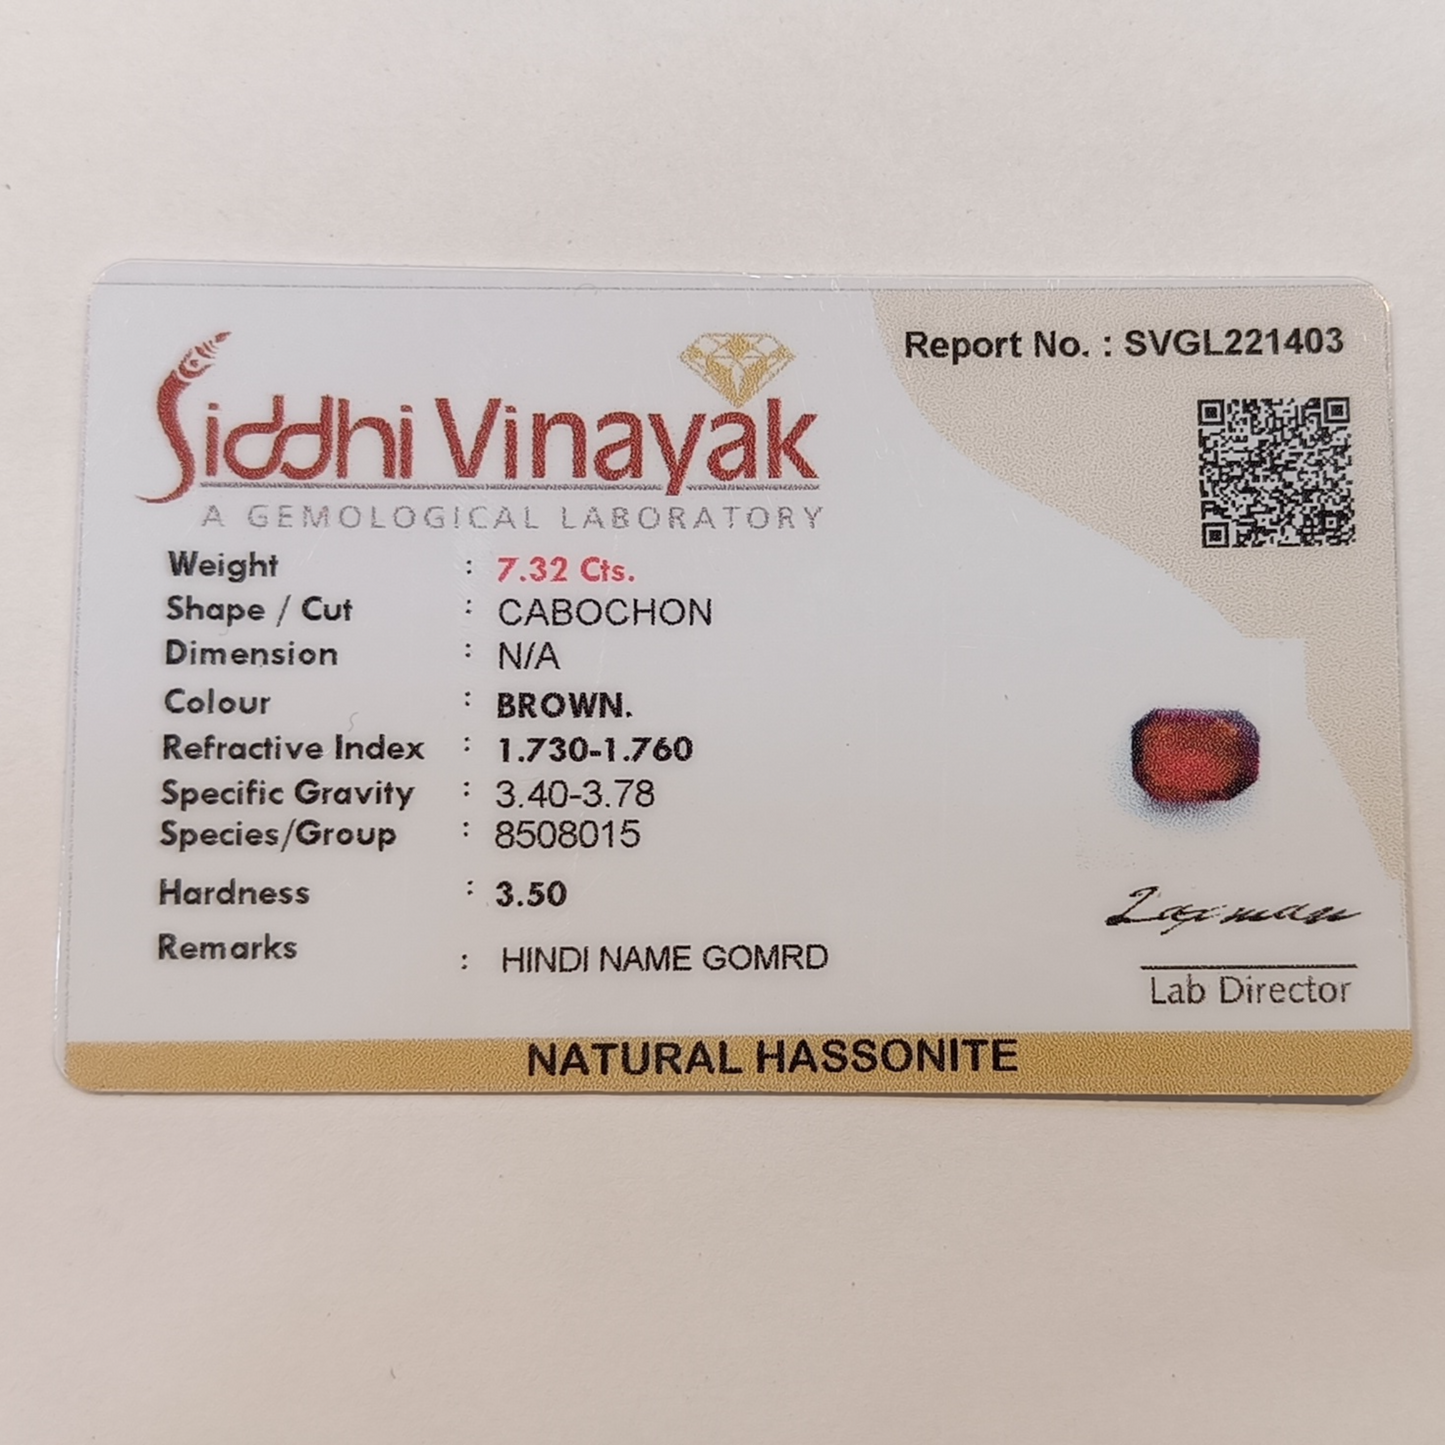 Siddhi Vinayak
A GEMOLOGICAL LABORATORY
Report No. : SVGL221403
Weight : 7.32 Cts.
Shape / Cut : CABOCHON
Dimension : N/A
Colour : BROWN.
Refractive Index : 1.730-1.760
Specific Gravity : 3.40-3.78
Species/Group : 8508015
Hardness : 3.50
Remarks : HINDI NAME GOMRD
Laxman
Lab Director
NATURAL HASSONITE